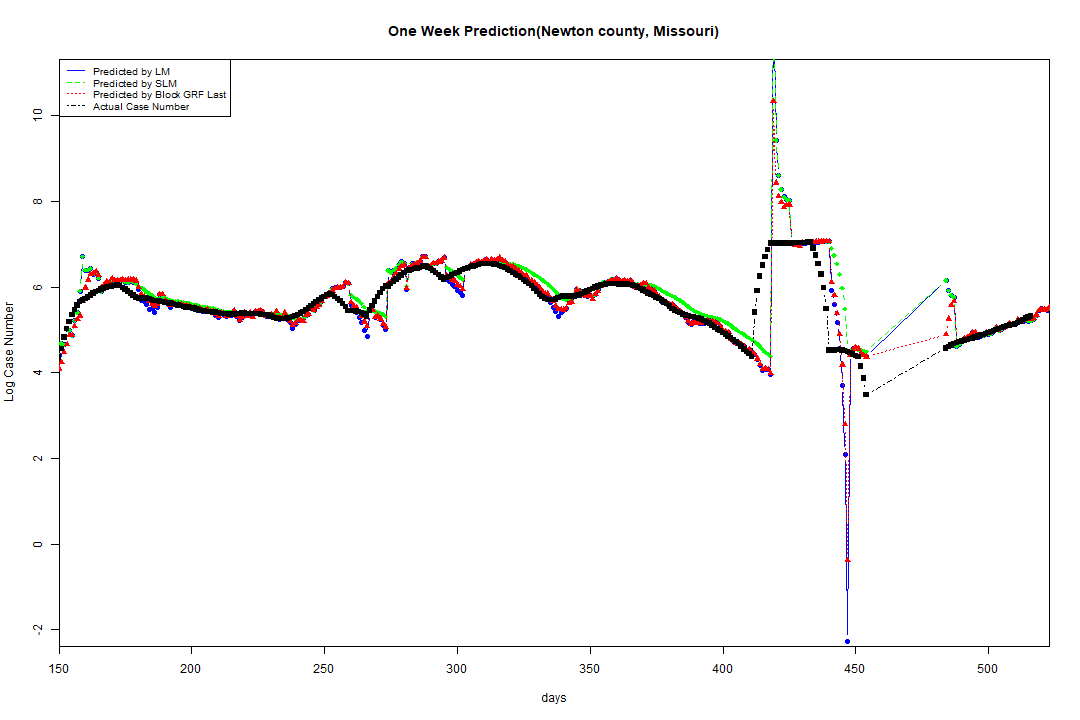 One Week Prediction(Newton county, Missouri)
Predicted by LM
Predicted by SLM
Predicted by Block GRF Last
Actual Case Number
Log Case Number
10
8
6
4
2
0
-2
150 200 250 300 350 400 450 500
days